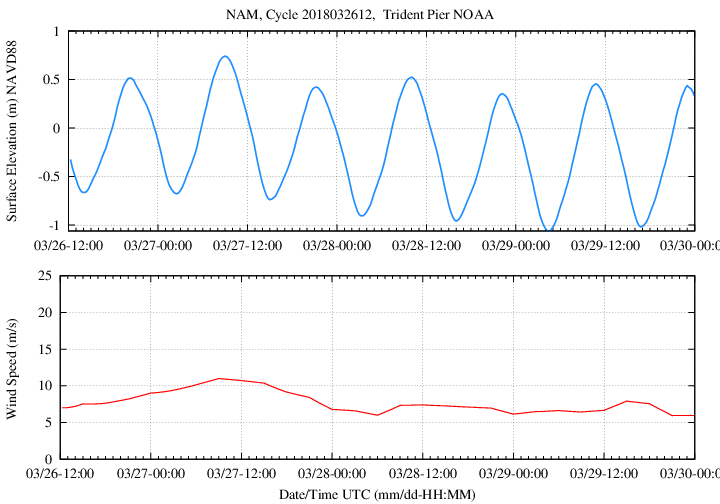 NAM, Cycle 2018032612,  Trident Pier NOAA
Surface Elevation (m) NAVD88
1
0.5
0
-0.5
-1
03/26-12:00 03/27-00:00 03/27-12:00 03/28-00:00 03/28-12:00 03/29-00:00 03/29-12:00 03/30-00:0
Wind Speed (m/s)
25
20
15
10
5
0
03/26-12:00 03/27-00:00 03/27-12:00 03/28-00:00 03/28-12:00 03/29-00:00 03/29-12:00 03/30-00:0
Date/Time UTC (mm/dd-HH:MM)